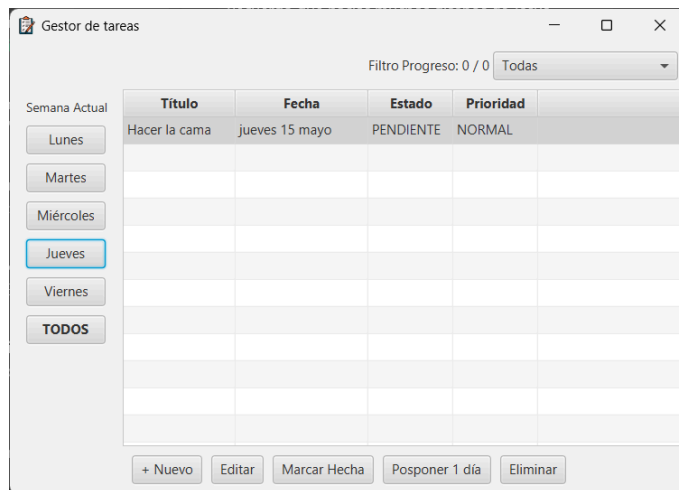 Gestor de tareas
Filtro Progreso: 0 / 0 Todas
Semana Actual
Lunes
Martes
Miércoles
Jueves
Viernes
TODOS
Título Fecha Estado Prioridad
Hacer la cama jueves 15 mayo PENDIENTE NORMAL
+ Nuevo Editar Marcar Hecha Posponer 1 día Eliminar